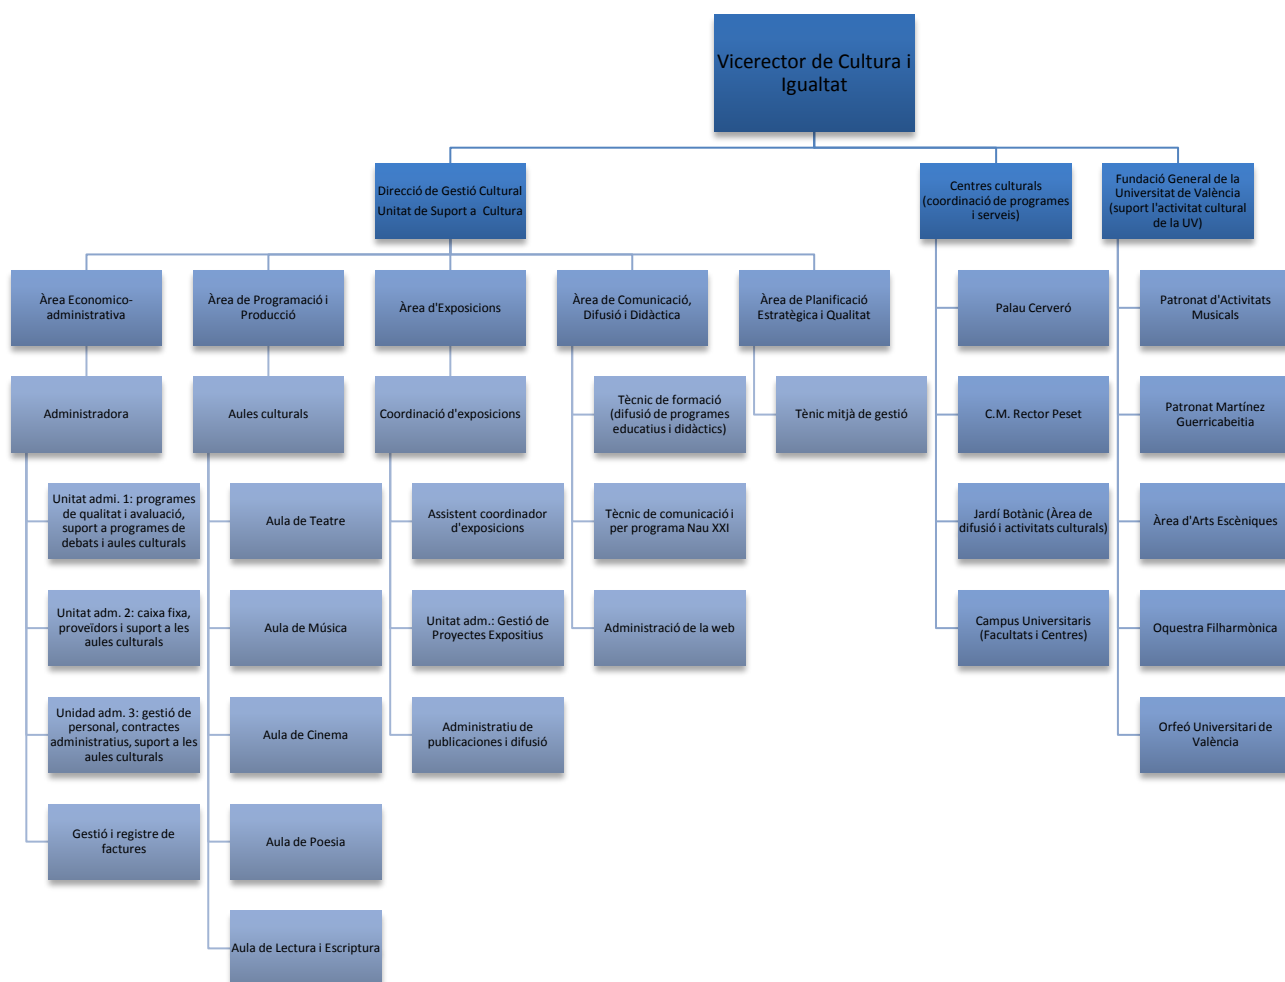 Vicerector de Cultura i
Igualtat
Direcció de Gestió Cultural
Unitat de Suport a Cultura
Centres culturals
(coordinació de programes
i serveis)
Fundació General de la
Universitat de València
(suport l'activitat cultural
de la UV)
Àrea Economico-
administrativa
Àrea de Programació i
Producció
Àrea d'Exposicions
Àrea de Comunicació,
Difusió i Didàctica
Àrea de Planificació
Estratègica i Qualitat
Palau Cerveró
Patronat d'Activitats
Musicals
Administradora
Aules culturals
Coordinació d'exposicions
Tècnic de formació
(difusió de programes
educatius i didàctics)
Tènic mitjà de gestió
C.M. Rector Peset
Patronat Martínez
Guerricabeitia
Unitat admi. 1: programes
de qualitat i avaluació,
suport a programes de
debats i aules culturals
Aula de Teatre
Assistent coordinador
d'exposicions
Tècnic de comunicació i
per programa Nau XXI
Jardí Botànic (Àrea de
difusió i activitats culturals)
Àrea d'Arts Escèniques
Unitat adm. 2: caixa fixa,
proveïdors i suport a les
aules culturals
Aula de Música
Unitat adm.: Gestió de
Proyectes Expositius
Administració de la web
Campus Universitaris
(Facultats i Centres)
Oquestra Filharmònica
Unidad adm. 3: gestió de
personal, contractes
administratius, suport a les
aules culturals
Aula de Cinema
Administratiu de
publicaciones i difusió
Orfeó Universitari de
València
Gestió i registre de
factures
Aula de Poesia
Aula de Lectura i Escriptura